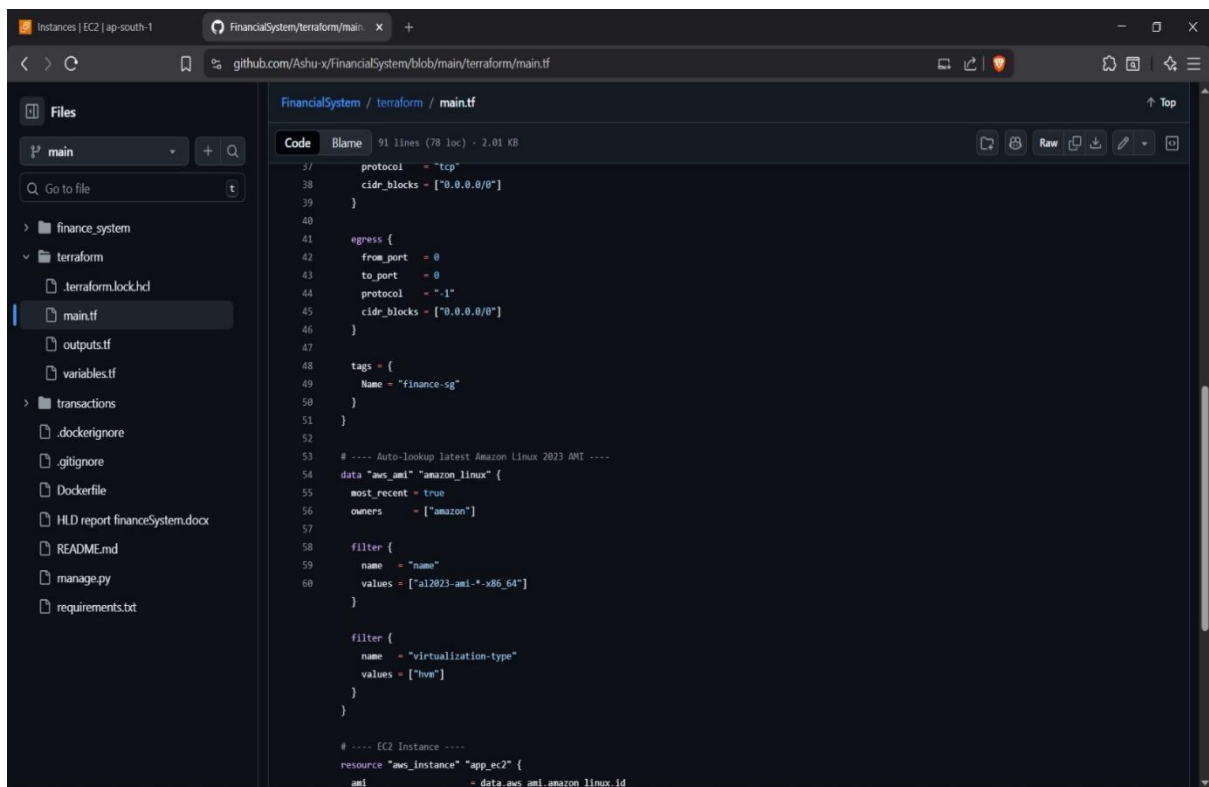 Instances | EC2 | ap-south-1
FinancialSystem/terraform/main.
github.com/Ashu-x/FinancialSystem/blob/main/terraform/main.tf
Files
main
Go to file
t
finance_system
terraform
.terraform.lock.hcl
main.tf
outputs.tf
variables.tf
transactions
.dockerignore
.gitignore
Dockerfile
HLD report financeSystem.docx
README.md
manage.py
requirements.txt
FinancialSystem / terraform / main.tf
Top
Code Blame 91 lines (78 loc) · 2.01 KB
Raw
37 protocol = "tcp"
38 cidr_blocks = ["0.0.0.0/0"]
39 }
40
41 egress {
42 from_port = 0
43 to_port = 0
44 protocol = "-1"
45 cidr_blocks = ["0.0.0.0/0"]
46 }
47
48 tags = {
49 Name = "finance-sg"
50 }
51 }
52
53 # ---- Auto-lookup latest Amazon Linux 2023 AMI ----
54 data "aws_ami" "amazon_linux" {
55 most_recent = true
56 owners = ["amazon"]
57
58 filter {
59 name = "name"
60 values = ["al2023-ami-*-x86_64"]
}
filter {
name = "virtualization-type"
values = ["hvm"]
}
}
# ---- EC2 Instance ----
resource "aws_instance" "app_ec2" {
ami = data.aws_ami.amazon_linux.id